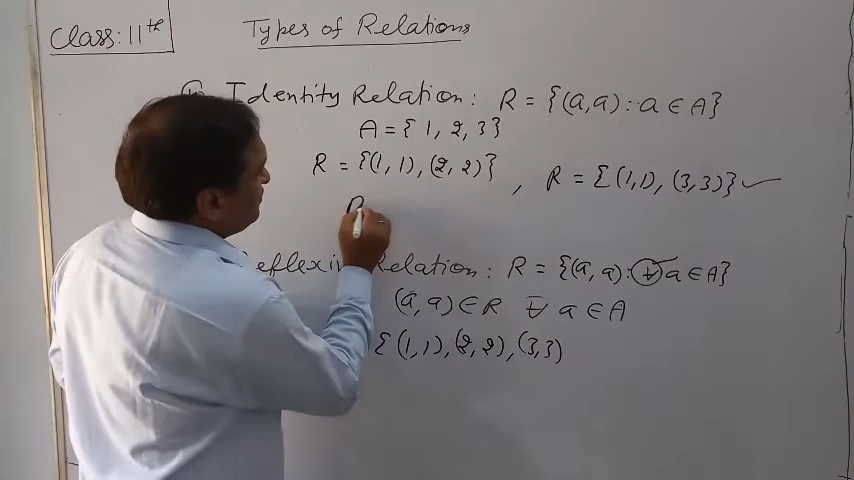 Class: 11th
Types of Relations
Identity Relation: R = {(a,a) : a ∈ A}
A = { 1, 2, 3}
R = {(1, 1), (2, 2)} , R = {(1,1), (3,3)} ✓
R
eflexiv Relation: R = {(a, a) : ∀ a ∈ A}
(a, a) ∈ R ∀ a ∈ A
{ (1,1), (2, 2), (3,3)